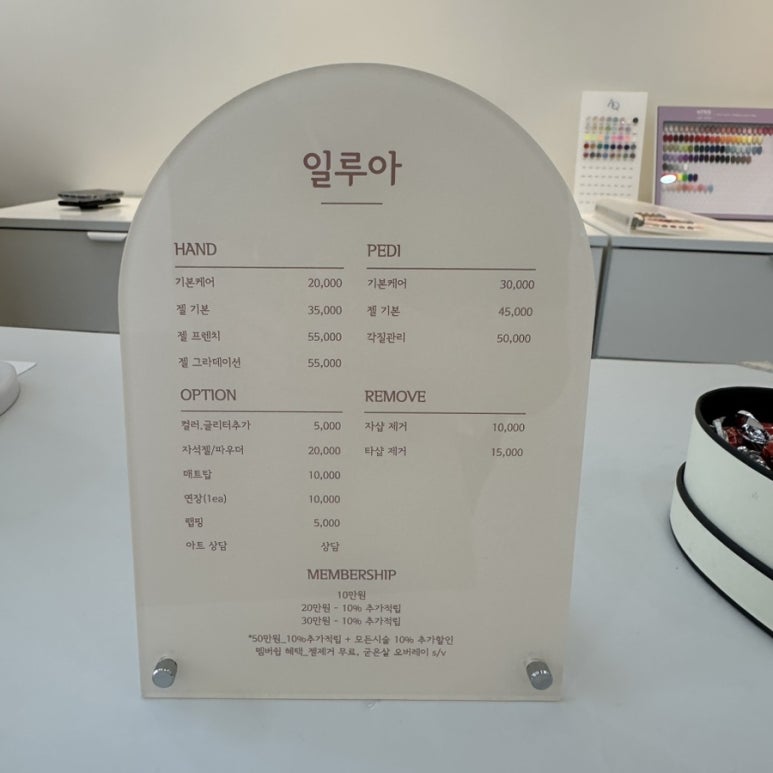 일루아
HAND
기본케어 20,000
젤 기본 35,000
젤 프렌치 55,000
젤 그라데이션 55,000
PEDI
기본케어 30,000
젤 기본 45,000
각질관리 50,000
OPTION
컬러,글리터추가 5,000
자석젤/파우더 20,000
매트탑 10,000
연장(1ea) 10,000
랩핑 5,000
아트 상담 상담
REMOVE
자샵 제거 10,000
타샵 제거 15,000
MEMBERSHIP
10만원
20만원 - 10% 추가적립
30만원 - 10% 추가적립
*50만원_10%추가적립 + 모든시술 10% 추가할인
멤버쉽 혜택_젤제거 무료, 굳은살 오버레이 s/v